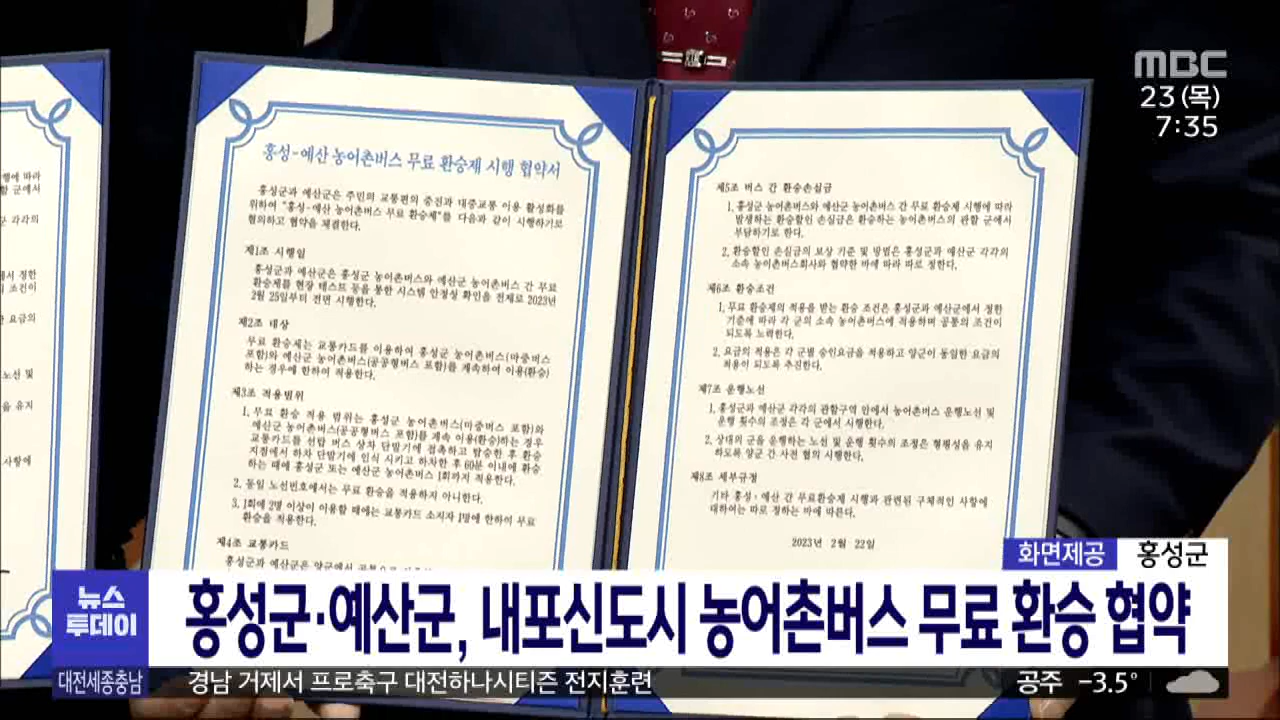 MBC
23(목)
7:35
행에 따라
할 군에서
군 각각의
에서 정한
의 조건이
한 요금의
노선 및
을 유지
사항에
홍성-예산 농어촌버스 무료 환승제 시행 협약서
홍성군과 예산군은 주민의 교통편의 증진과 대중교통 이용 활성화를
위하여 "홍성-예산 농어촌버스 무료 환승제"를 다음과 같이 시행하기로
협의하고 협약을 체결한다.
제1조 시행일
홍성군과 예산군은 홍성군 농어촌버스와 예산군 농어촌버스 간 무료
환승제를 현장 테스트 등을 통한 시스템 안정성 확인을 전제로 2023년
2월 25일부터 전면 시행한다.
제2조 대상
무료 환승제는 교통카드를 이용하여 홍성군 농어촌버스(마중버스
포함)와 예산군 농어촌버스(공공형버스 포함)를 계속하여 이용(환승)
하는 경우에 한하여 적용한다.
제3조 적용범위
1. 무료 환승 적용 범위는 홍성군 농어촌버스(마중버스 포함)와
예산군 농어촌버스(공공형버스 포함)를 계속 이용(환승)하는 경우
교통카드를 선탑 버스 상차 단말기에 접촉하고 탑승한 후 환승
지점에서 하차 단말기에 인식 시키고 하차한 후 60분 이내에 환승
하는 때에 홍성군 또는 예산군 농어촌버스 1회까지 적용한다.
2. 동일 노선번호에서는 무료 환승을 적용하지 아니한다.
3. 1회에 2명 이상이 이용할 때에는 교통카드 소지자 1명에 한하여 무료
환승을 적용한다.
제4조 교통카드
홍성군과 예산군은 양군에서
제5조 버스 간 환승손실금
1. 홍성군 농어촌버스와 예산군 농어촌버스 간 무료 환승제 시행에 따라
발생하는 환승할인 손실금은 환승하는 농어촌버스의 관할 군에서
부담하기로 한다.
2. 환승할인 손실금의 보상 기준 및 방법은 홍성군과 예산군 각각의
소속 농어촌버스회사와 협약한 바에 따라 따로 정한다.
제6조 환승조건
1. 무료 환승제의 적용을 받는 환승 조건은 홍성군과 예산군에서 정한
기준에 따라 각 군의 소속 농어촌버스에 적용하며 공통의 조건이
되도록 노력한다.
2. 요금의 적용은 각 군별 승인요금을 적용하고 양군이 동일한 요금의
적용이 되도록 추진한다.
제7조 운행노선
1. 홍성군과 예산군 각각의 관할구역 안에서 농어촌버스 운행노선 및
운행 횟수의 조정은 각 군에서 시행한다.
2. 상대의 군을 운행하는 노선 및 운행 횟수의 조정은 형평성을 유지
하도록 양군 간 사전 협의 시행한다.
제8조 세부규정
기타 홍성·예산 간 무료환승제 시행과 관련된 구체적인 사항에
대하여는 따로 정하는 바에 따른다.
2023년 2월 22일
화면제공 홍성군
뉴스
투데이
홍성군·예산군, 내포신도시 농어촌버스 무료 환승 협약
대전세종충남 경남 거제서 프로축구 대전하나시티즌 전지훈련 공주 -3.5°